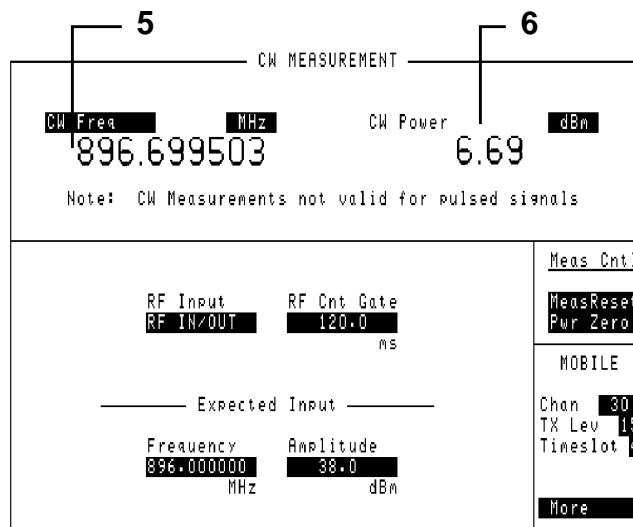 5 6
CW MEASUREMENT
CW Freq MHz CW Power dBm
896.699503 6.69
Note: CW Measurements not valid for pulsed signals
Meas Cntl
RF Input RF Cnt Gate
RF IN/OUT 120.0
ms
MeasReset
Pwr Zero
MOBILE
Expected Input
Chan 30
TX Lev 15
Timeslot
Frequency Amplitude
896.000000 38.0
MHz dBm
More